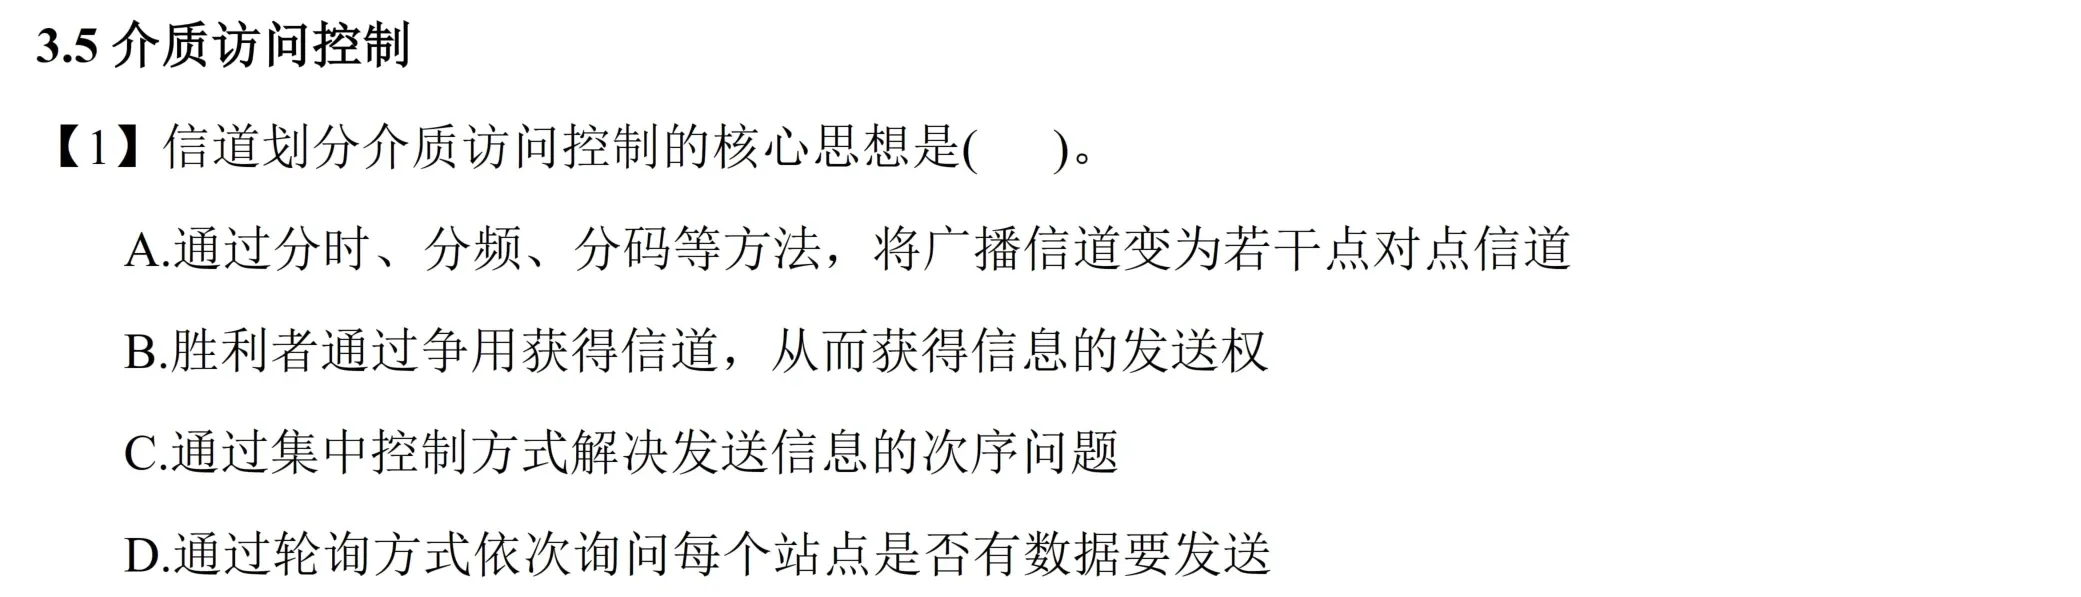 3.5 介质访问控制
【1】信道划分介质访问控制的核心思想是(    )。
A.通过分时、分频、分码等方法，将广播信道变为若干点对点信道
B.胜利者通过争用获得信道，从而获得信息的发送权
C.通过集中控制方式解决发送信息的次序问题
D.通过轮询方式依次询问每个站点是否有数据要发送